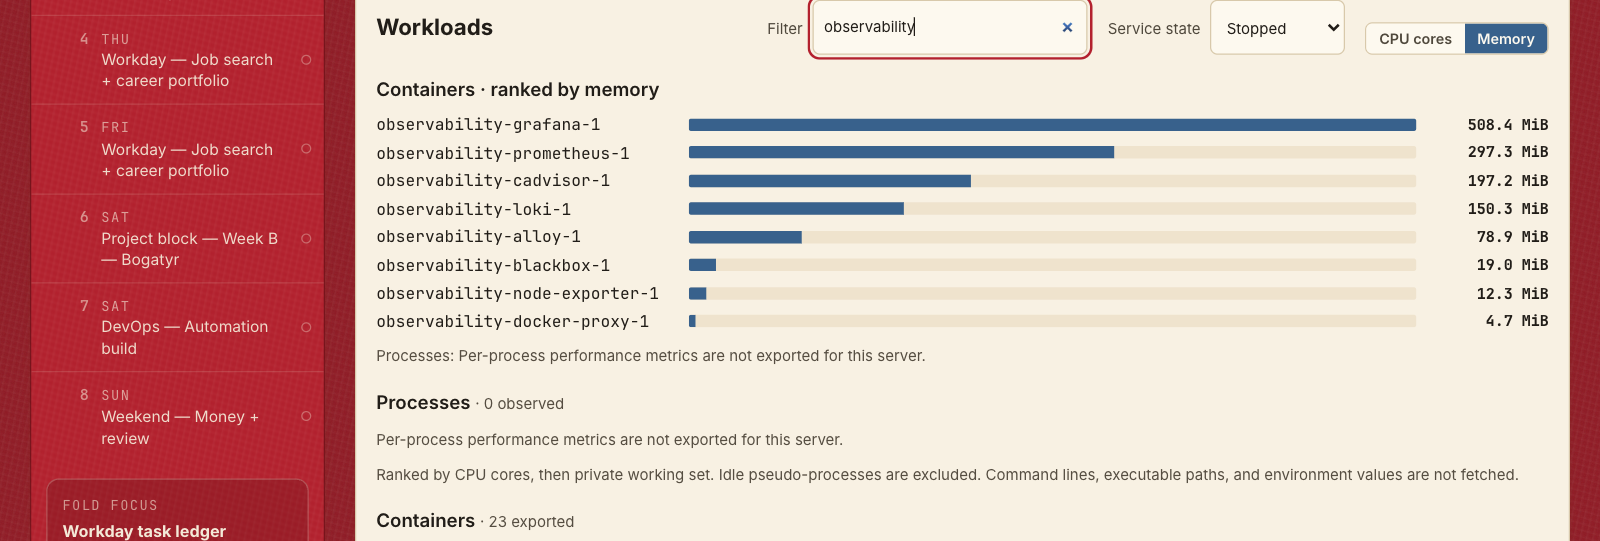 4 THU
Workday — Job search
+ career portfolio
5 FRI
Workday — Job search
+ career portfolio
6 SAT
Project block — Week B
— Bogatyr
7 SAT
DevOps — Automation
build
8 SUN
Weekend — Money +
review
FOLD FOCUS
Workday task ledger
Workloads
Filter observability × Service state Stopped CPU cores Memory
Containers · ranked by memory
observability-grafana-1 508.4 MiB
observability-prometheus-1 297.3 MiB
observability-cadvisor-1 197.2 MiB
observability-loki-1 150.3 MiB
observability-alloy-1 78.9 MiB
observability-blackbox-1 19.0 MiB
observability-node-exporter-1 12.3 MiB
observability-docker-proxy-1 4.7 MiB
Processes: Per-process performance metrics are not exported for this server.
Processes · 0 observed
Per-process performance metrics are not exported for this server.
Ranked by CPU cores, then private working set. Idle pseudo-processes are excluded. Command lines, executable paths, and environment values are not fetched.
Containers · 23 exported